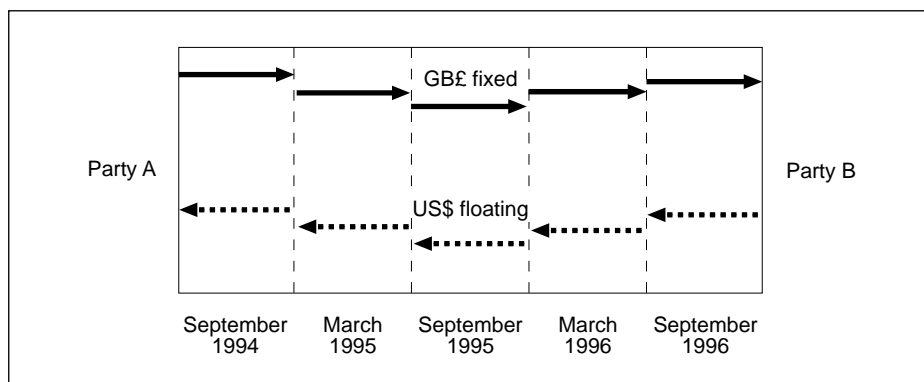 GB£ fixed
Party A
Party B
US$ floating
September
1994
March
1995
September
1995
March
1996
September
1996